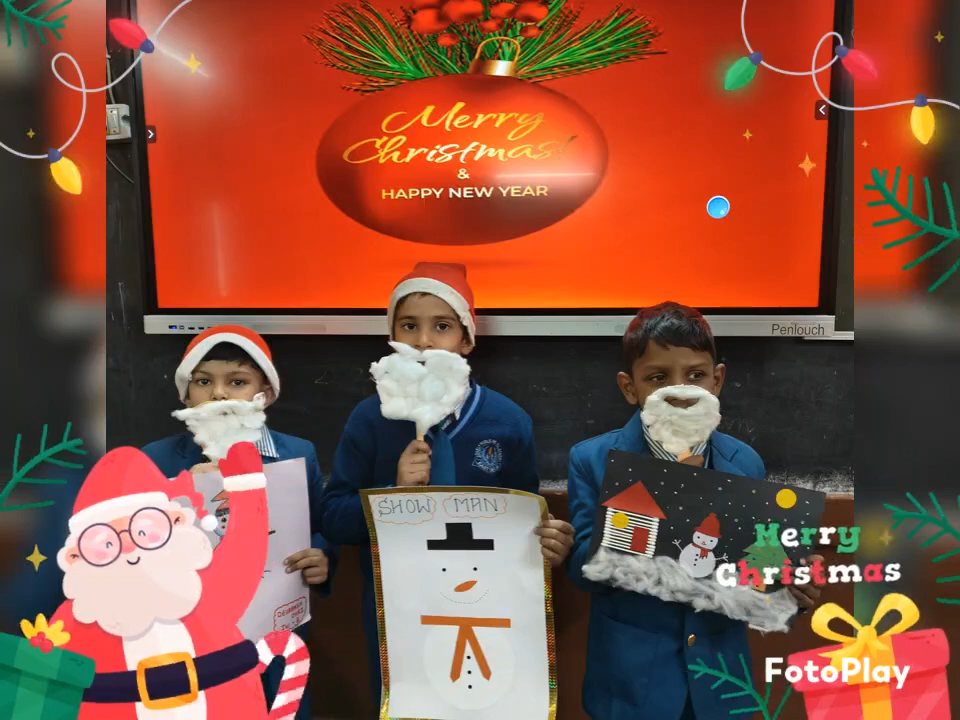 Merry
Christmas
&
HAPPY NEW YEAR
Penlouch
SHOW MAN
Merry
Christmas
FotoPlay